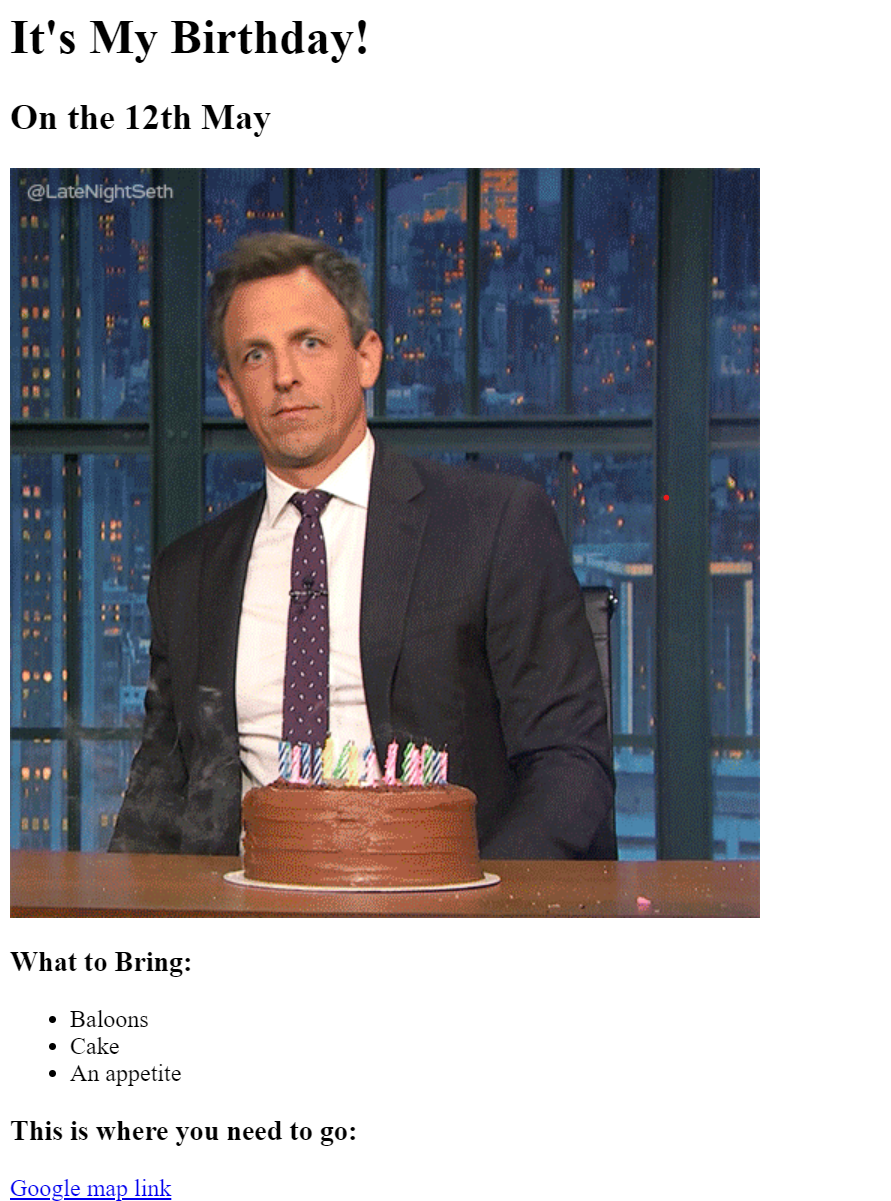 It's My Birthday!
On the 12th May
@LateNightSeth
What to Bring:
Baloons
Cake
An appetite
This is where you need to go:
Google map link